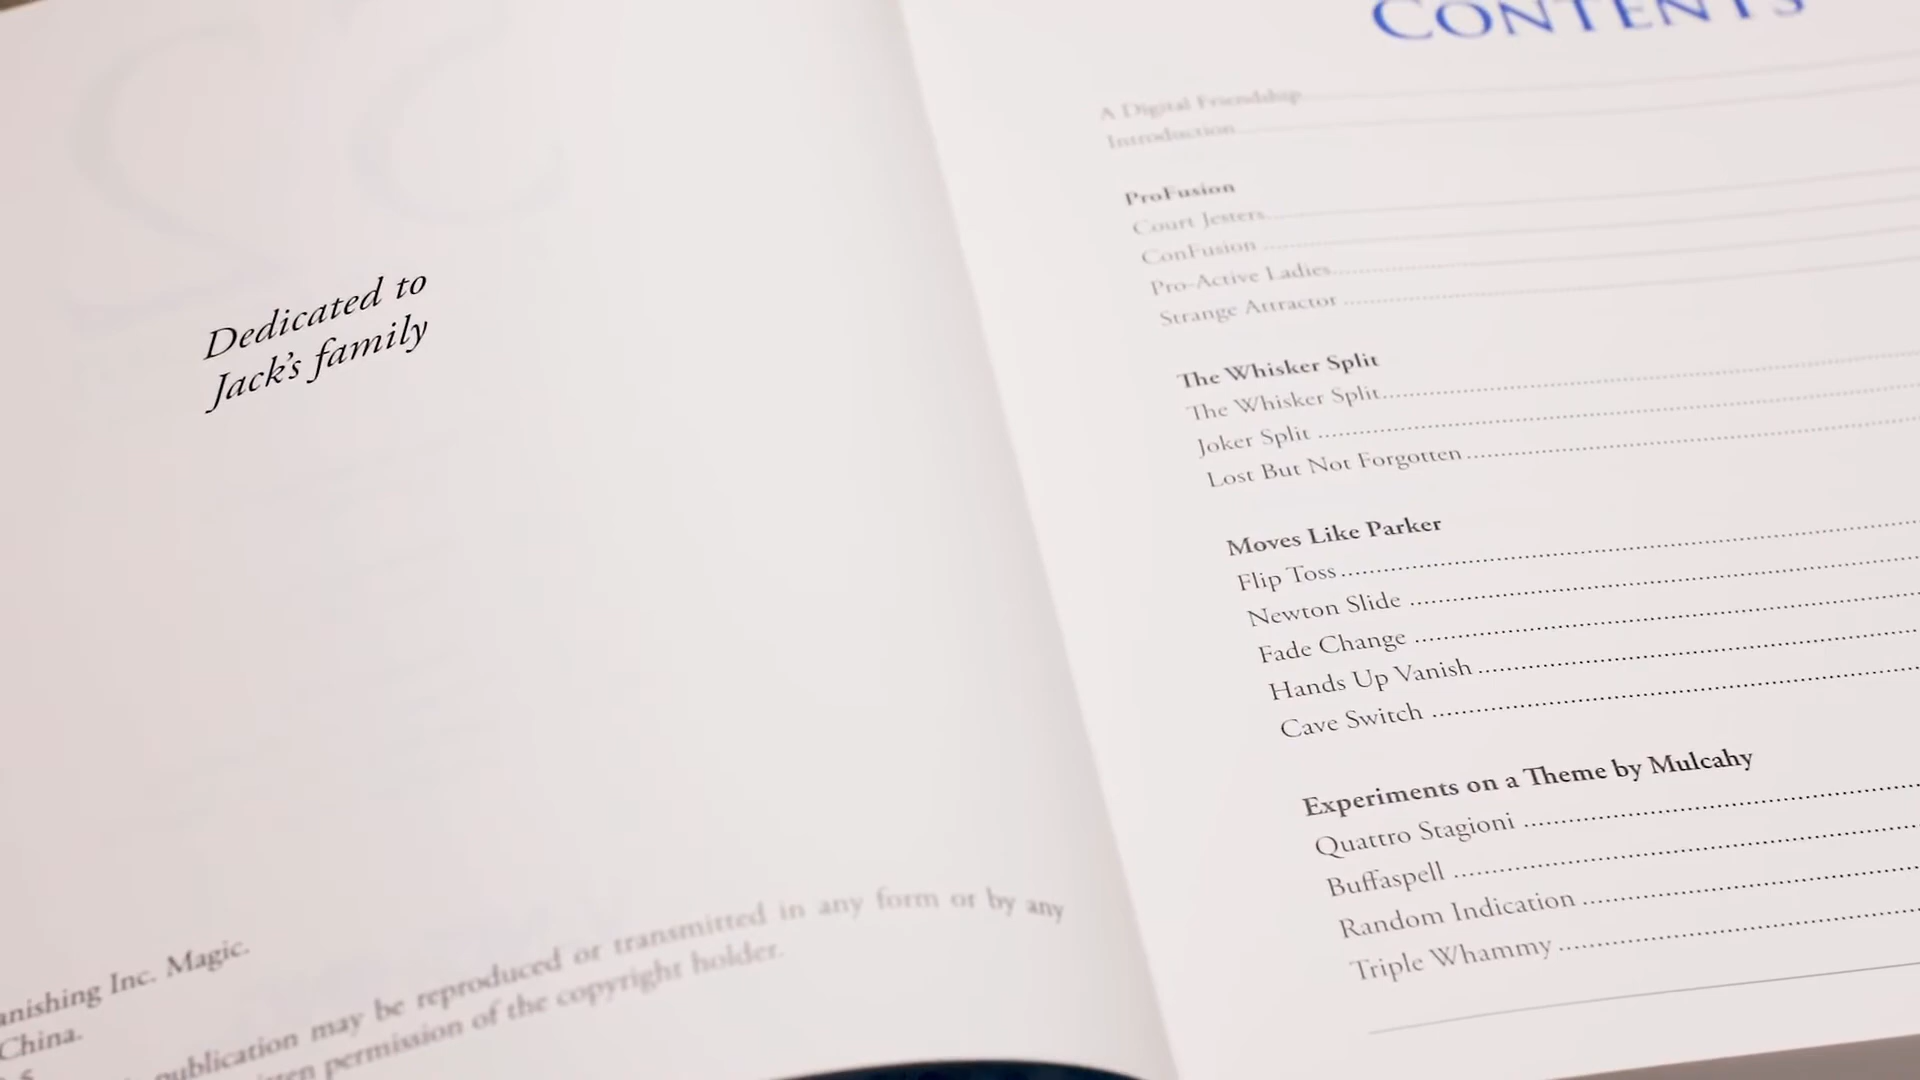 Dedicated to
Jack's family
anishing Inc. Magic.
China.
publication may be reproduced or transmitted in any form or by any
permission of the copyright holder.
CONTENTS
A Digital Friendship
Introduction
ProFusion
Court Jesters
ConFusion
Pro-Active Ladies
Strange Attractor
The Whisker Split
The Whisker Split
Joker Split
Lost But Not Forgotten
Moves Like Parker
Flip Toss
Newton Slide
Fade Change
Hands Up Vanish
Cave Switch
Experiments on a Theme by Mulcahy
Quattro Stagioni
Buffaspell
Random Indication
Triple Whammy